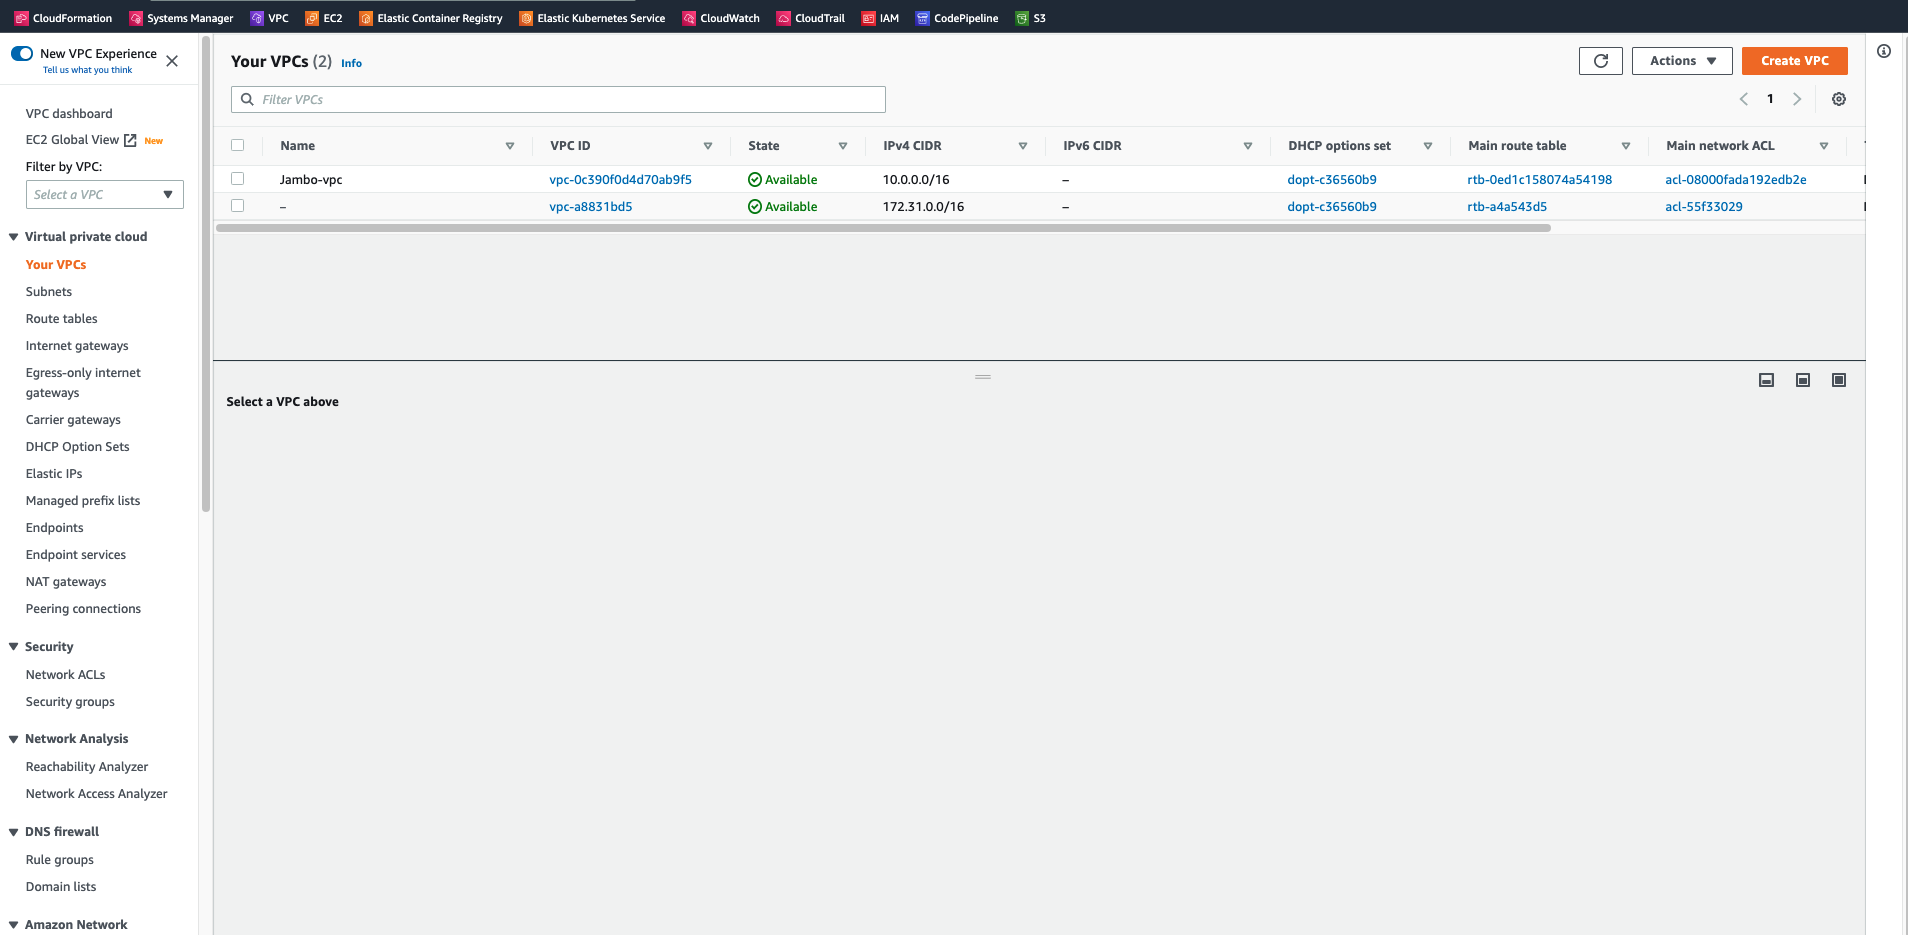 CloudFormation Systems Manager VPC EC2 Elastic Container Registry Elastic Kubernetes Service CloudWatch CloudTrail IAM CodePipeline S3
New VPC Experience
Tell us what you think
VPC dashboard
EC2 Global View New
Filter by VPC:
Select a VPC
Virtual private cloud
Your VPCs
Subnets
Route tables
Internet gateways
Egress-only internet
gateways
Carrier gateways
DHCP Option Sets
Elastic IPs
Managed prefix lists
Endpoints
Endpoint services
NAT gateways
Peering connections
Security
Network ACLs
Security groups
Network Analysis
Reachability Analyzer
Network Access Analyzer
DNS firewall
Rule groups
Domain lists
Amazon Network
Your VPCs (2) Info
Actions Create VPC
Filter VPCs
1
Name VPC ID State IPv4 CIDR IPv6 CIDR DHCP options set Main route table Main network ACL
Jambo-vpc vpc-0c390f0d4d70ab9f5 Available 10.0.0.0/16 – dopt-c36560b9 rtb-0ed1c158074a54198 acl-08000fada192edb2e
– vpc-a8831bd5 Available 172.31.0.0/16 – dopt-c36560b9 rtb-a4a543d5 acl-55f33029
Select a VPC above